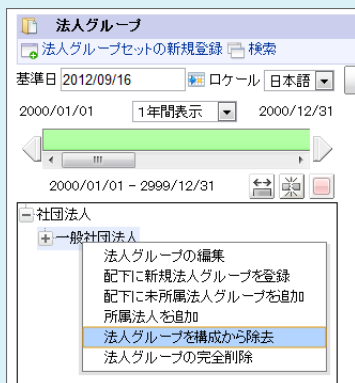 法人グループ
法人グループセットの新規登録 検索
基準日 2012/09/16 ロケール 日本語
2000/01/01 1年間表示 2000/12/31
2000/01/01 - 2999/12/31
社団法人
一般社団法人
法人グループの編集
配下に新規法人グループを登録
配下に未所属法人グループを追加
所属法人を追加
法人グループを構成から除去
法人グループの完全削除